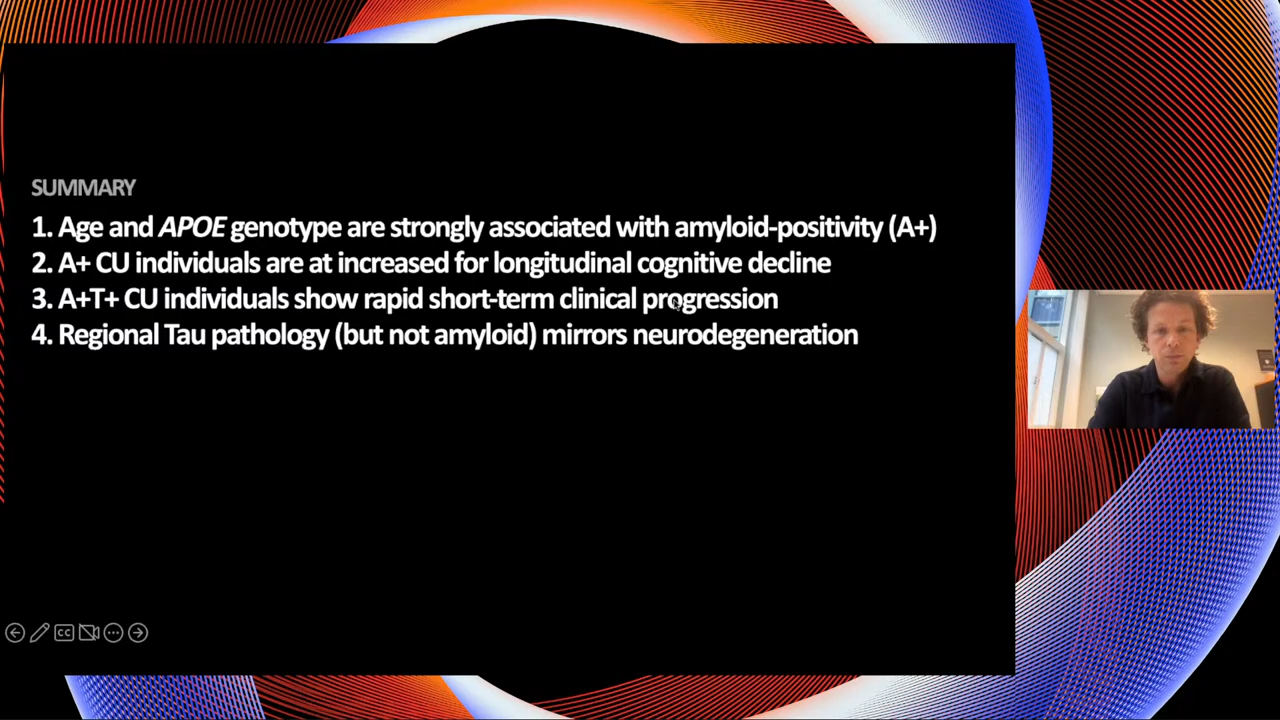 SUMMARY
1. Age and APOE genotype are strongly associated with amyloid-positivity (A+)
2. A+ CU individuals are at increased for longitudinal cognitive decline
3. A+T+ CU individuals show rapid short-term clinical progression
4. Regional Tau pathology (but not amyloid) mirrors neurodegeneration
CC